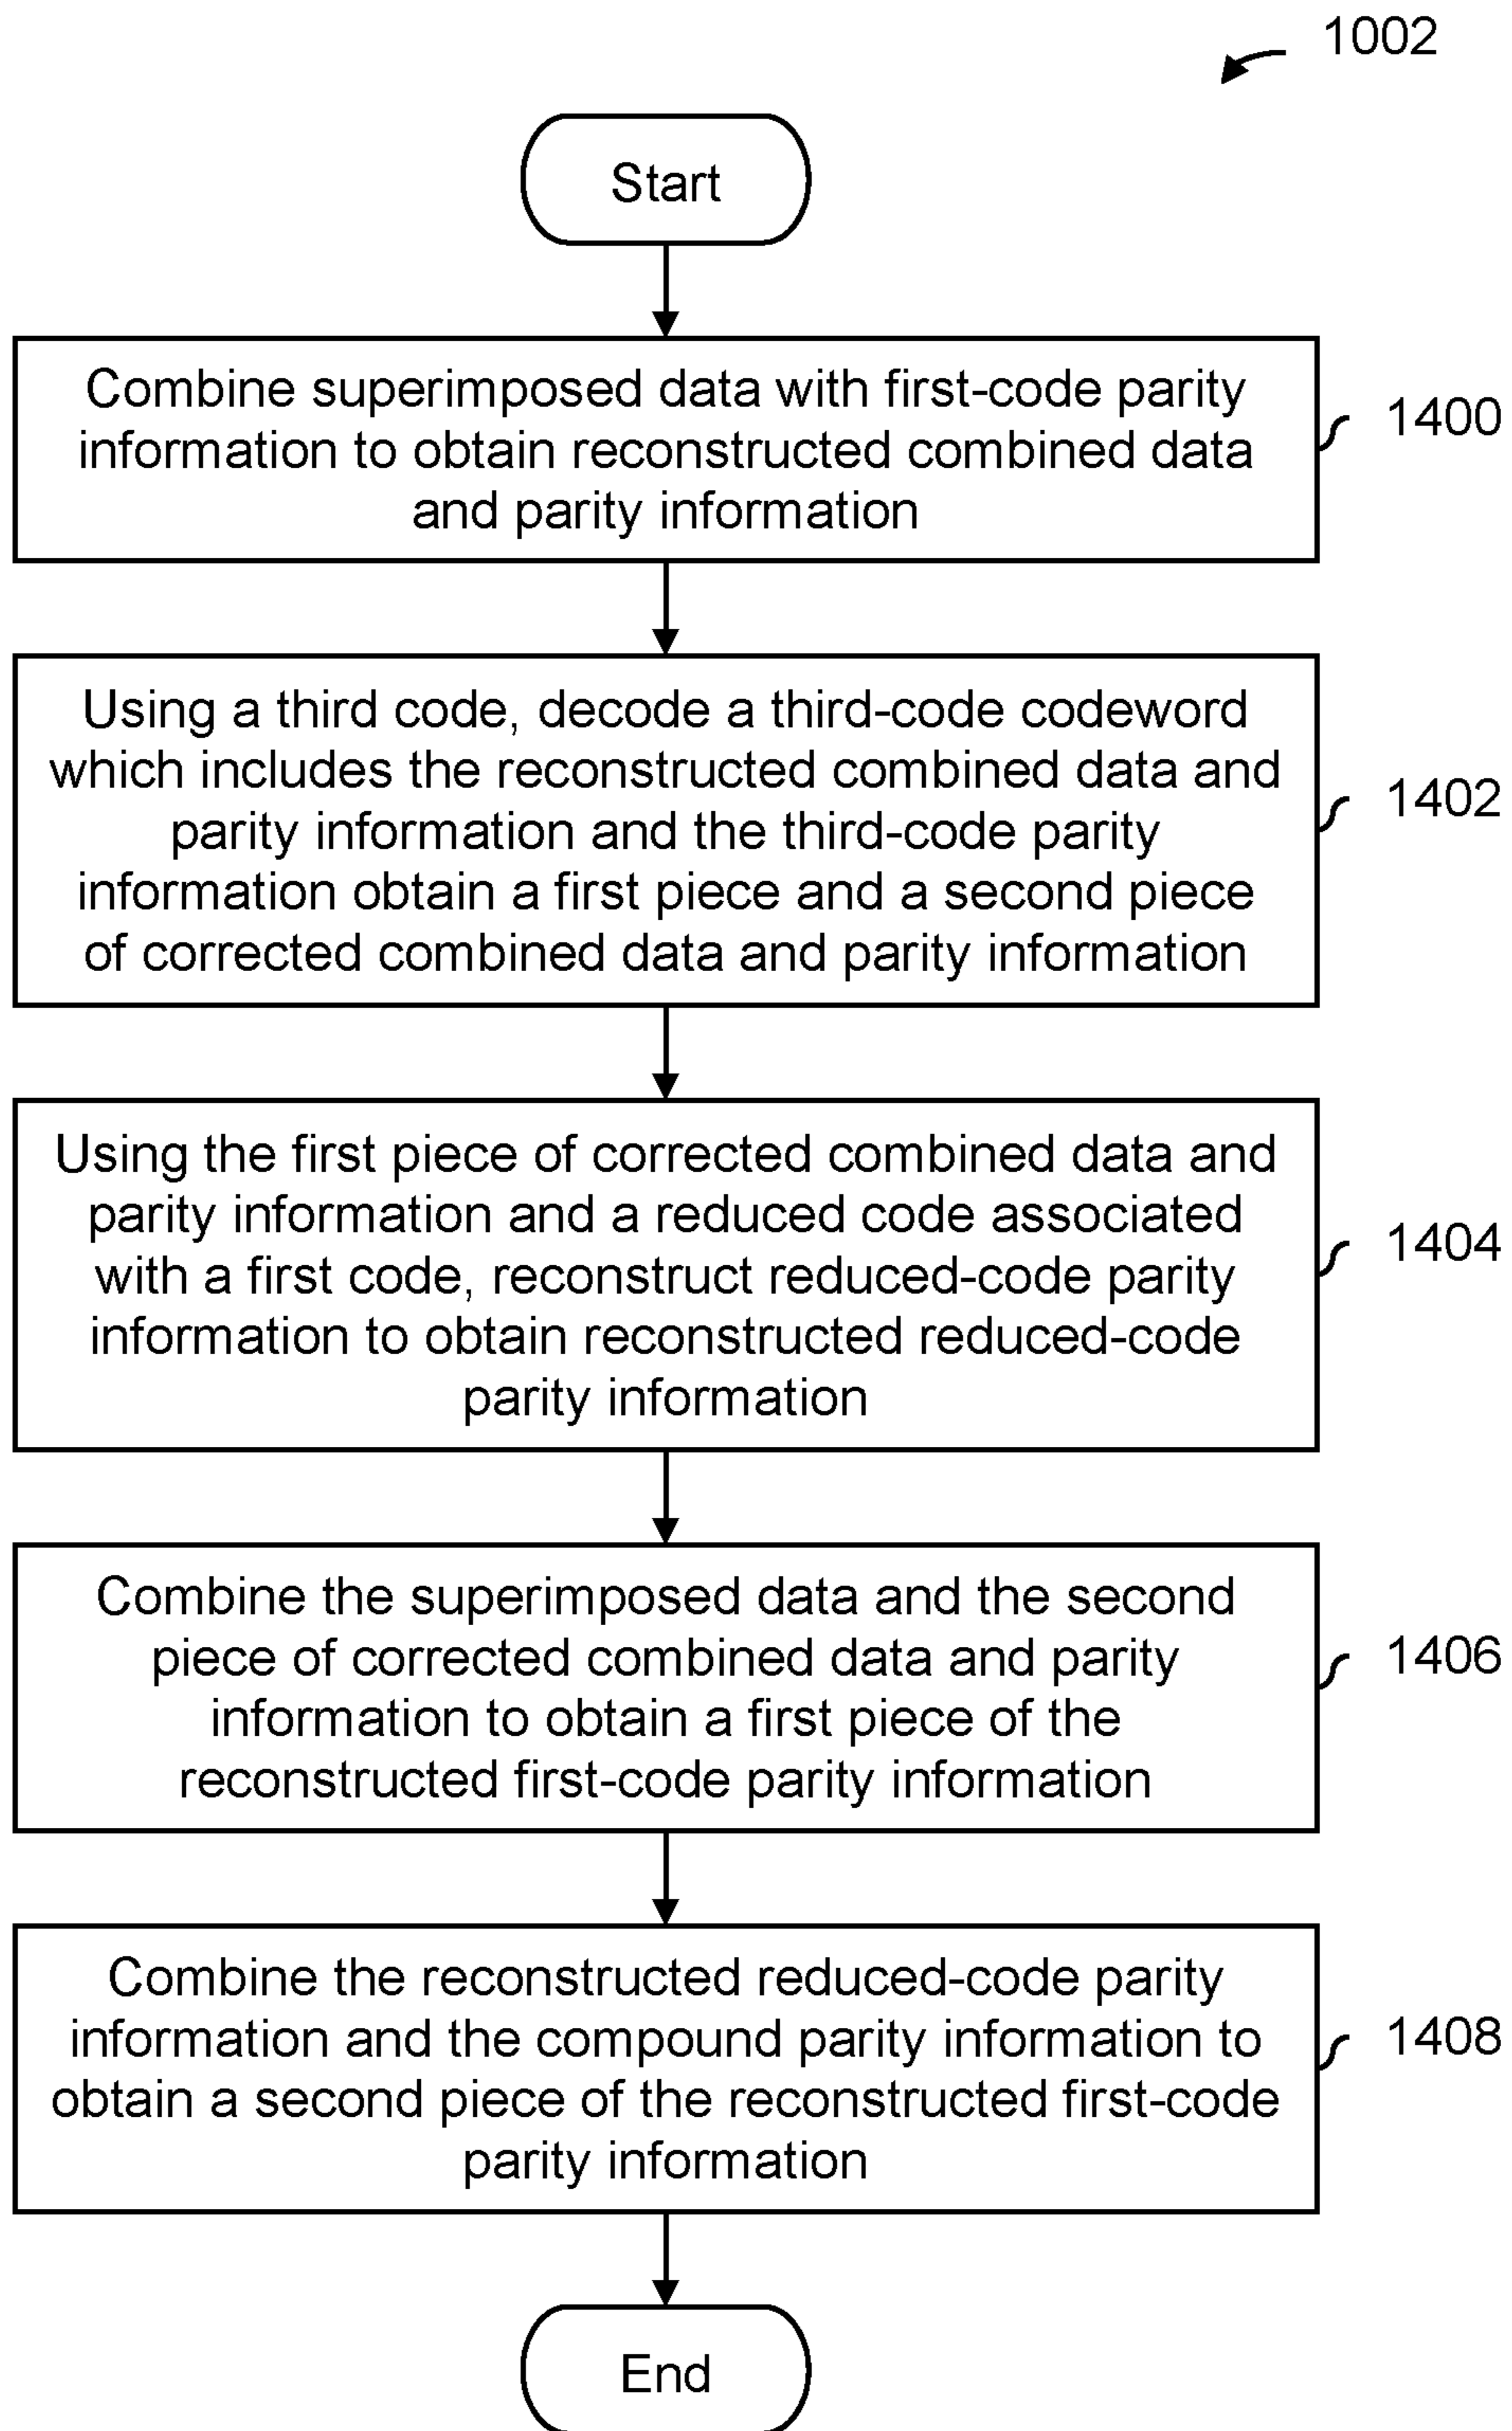 1002
Start
Combine superimposed data with first-code parity
information to obtain reconstructed combined data
and parity information
1400
Using a third code, decode a third-code codeword
which includes the reconstructed combined data and
parity information and the third-code parity
information obtain a first piece and a second piece
of corrected combined data and parity information
1402
Using the first piece of corrected combined data and
parity information and a reduced code associated
with a first code, reconstruct reduced-code parity
information to obtain reconstructed reduced-code
parity information
1404
Combine the superimposed data and the second
piece of corrected combined data and parity
information to obtain a first piece of the
reconstructed first-code parity information
1406
Combine the reconstructed reduced-code parity
information and the compound parity information to
obtain a second piece of the reconstructed first-code
parity information
1408
End